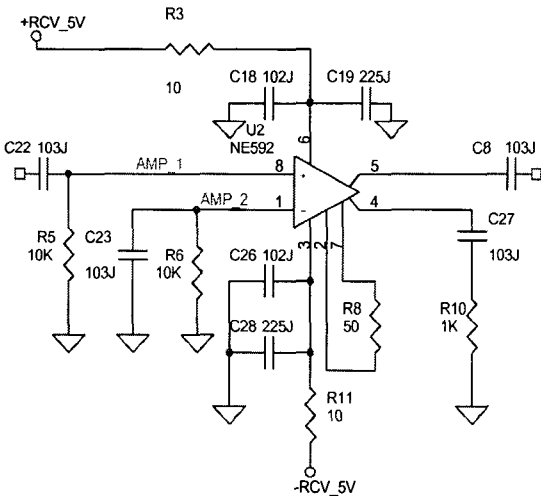 R3
+RCV_5V
10
C18 102J
C19 225J
U2
NE592
6
C22 103J
AMP_1
8
+
5
C8 103J
AMP_2
1
-
4
C27
103J
R5
10K
C23
103J
R6
10K
C26 102J
3
2
7
R8
50
R10
1K
C28 225J
R11
10
-RCV_5V